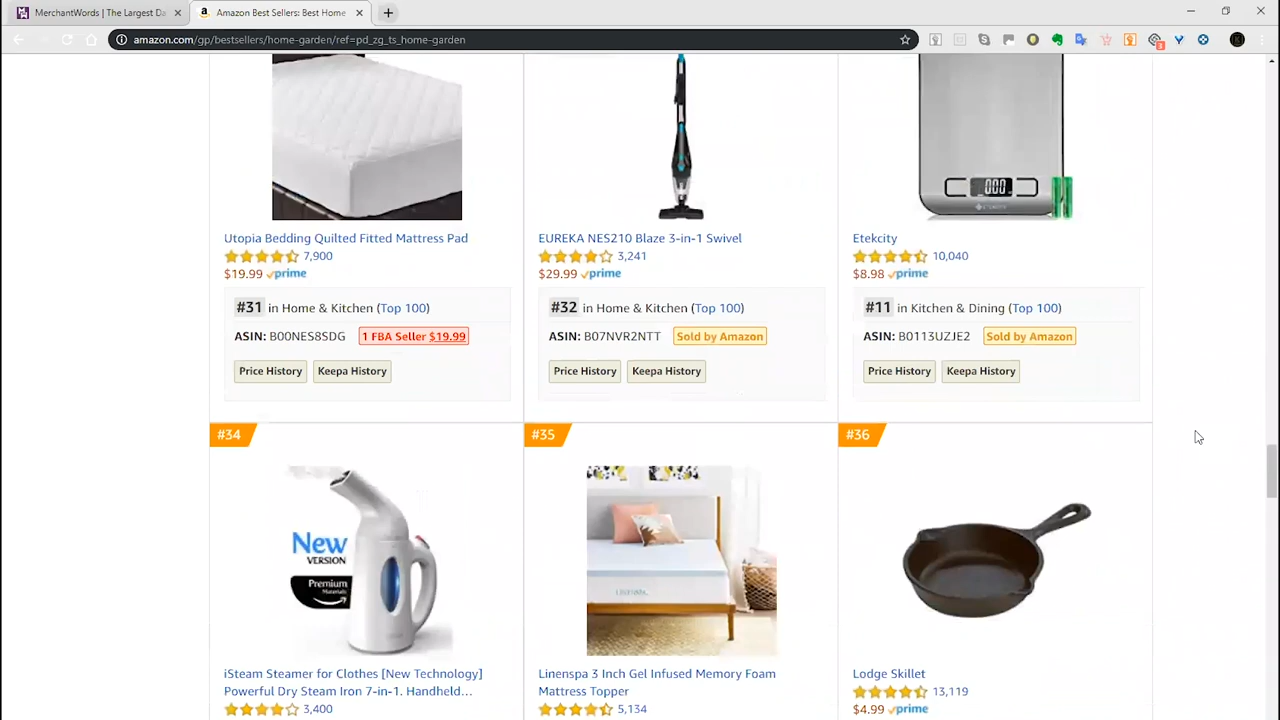 MerchantWords | The Largest Da
Amazon Best Sellers: Best Home
amazon.com/gp/bestsellers/home-garden/ref=pd_zg_ts_home-garden
3
0.00
ETEKCITY
Utopia Bedding Quilted Fitted Mattress Pad
7,900
$19.99 prime
#31 in Home & Kitchen (Top 100)
ASIN: B00NES8SDG 1 FBA Seller $19.99
Price History Keepa History
EUREKA NES210 Blaze 3-in-1 Swivel
3,241
$29.99 prime
#32 in Home & Kitchen (Top 100)
ASIN: B07NVR2NTT Sold by Amazon
Price History Keepa History
Etekcity
10,040
$8.98 prime
#11 in Kitchen & Dining (Top 100)
ASIN: B0113UZJE2 Sold by Amazon
Price History Keepa History
#34
New
VERSION
Premium
Materials
iSteam Steamer for Clothes [New Technology]
Powerful Dry Steam Iron 7-in-1. Handheld...
3,400
#35
Linenspa 3 Inch Gel Infused Memory Foam
Mattress Topper
5,134
#36
Lodge Skillet
13,119
$4.99 prime